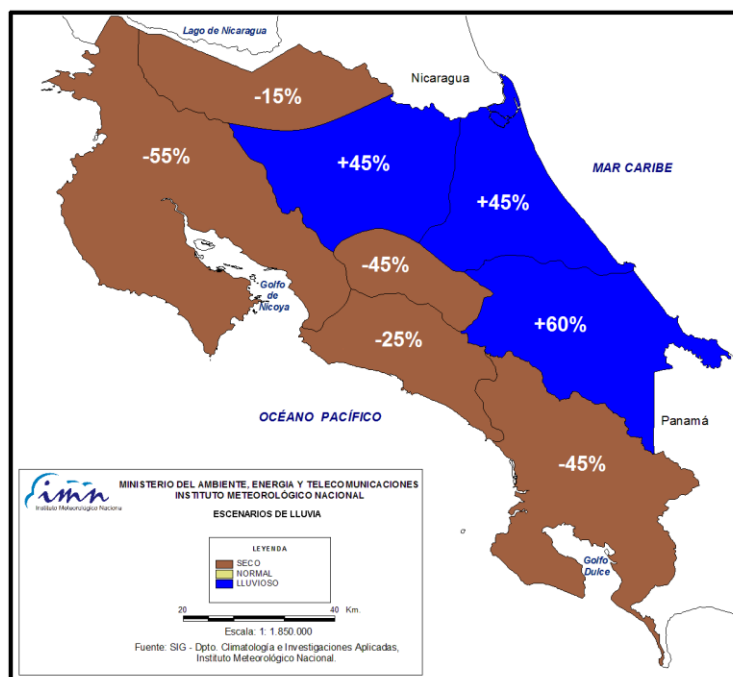 Lago de Nicaragua
Nicaragua
-15%
-55%
+45%
MAR CARIBE
+45%
-45%
Golfo
de
Nicoya
+60%
-25%
OCÉANO PACÍFICO
Panamá
-45%
imn
Instituto Meteorológico Nacional
MINISTERIO DEL AMBIENTE, ENERGIA Y TELECOMUNICACIONES
INSTITUTO METEOROLÓGICO NACIONAL
ESCENARIOS DE LLUVIA
LEYENDA
SECO
NORMAL
LLUVIOSO
20 0 40 Km.
Escala: 1: 1.850.000
Fuente: SIG - Dpto. Climatología e Investigaciones Aplicadas,
Instituto Meteorológico Nacional.
Golfo
Dulce